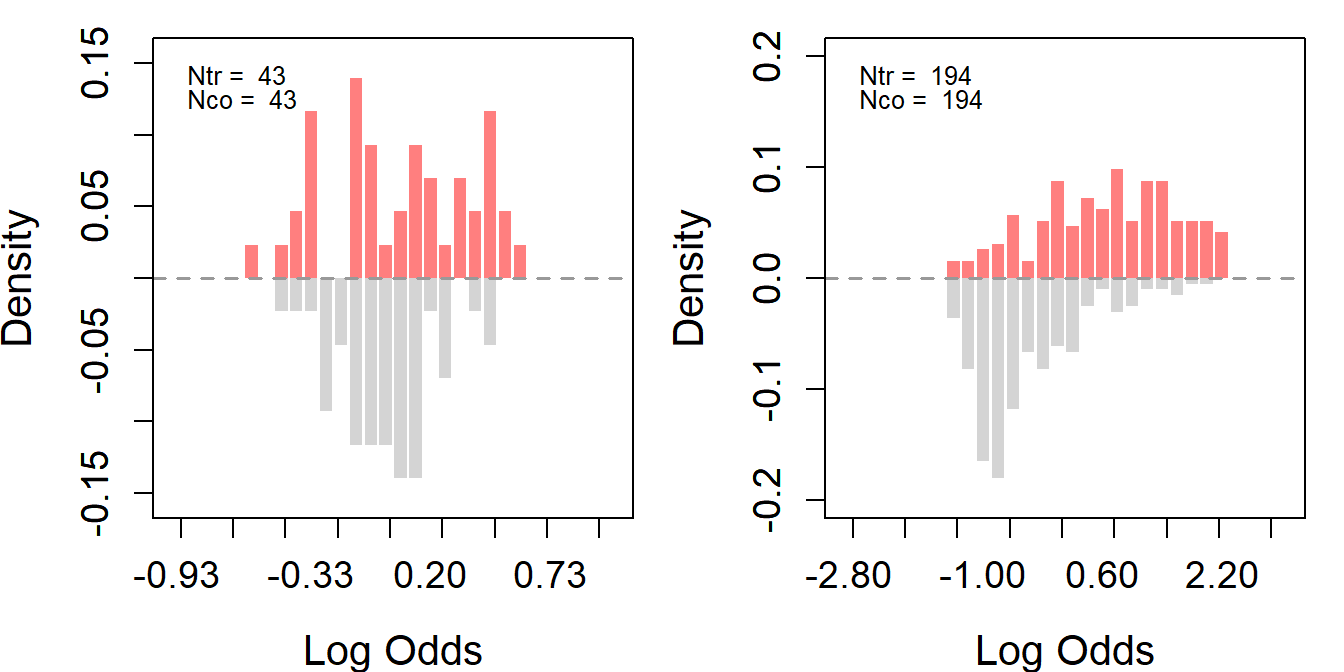 Density
0.15
0.05
-0.05
-0.15
Ntr = 43
Nco = 43
-0.93 -0.33 0.20 0.73
Log Odds
Density
0.2
0.1
0.0
-0.1
-0.2
Ntr = 194
Nco = 194
-2.80 -1.00 0.60 2.20
Log Odds